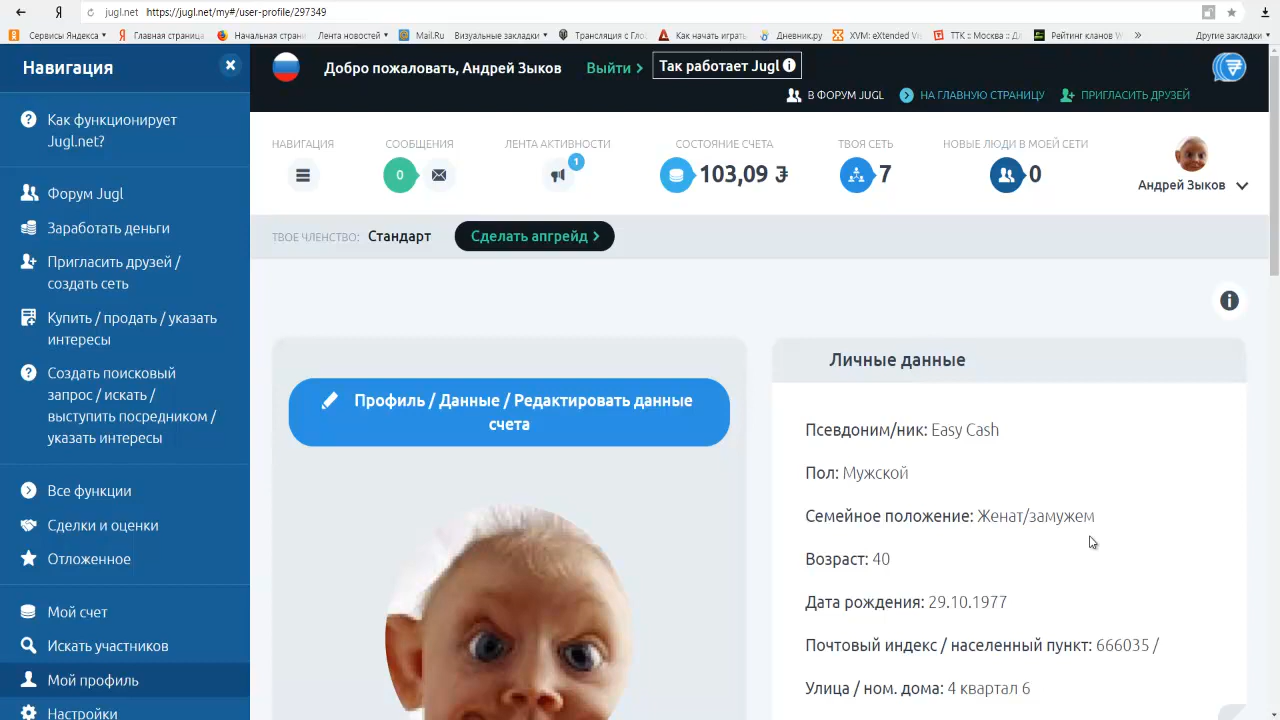 jugl.net https://jugl.net/my#/user-profile/297349
Сервисы Яндекса
Главная страница
Начальная стран
Лента новостей
Mail.Ru
Визуальные закладки
Трансляция с Глос
Как начать играть
Дневник.ру
XVM: eXtended Vi
ТТК :: Москва :: Д
Рейтинг кланов W
»
Другие закладки
Навигация
Как функционирует
Jugl.net?
Форум Jugl
Заработать деньги
Пригласить друзей /
создать сеть
Купить / продать / указать
интересы
Создать поисковый
запрос / искать /
выступить посредником /
указать интересы
Все функции
Сделки и оценки
Отложенное
Мой счет
Искать участников
Мой профиль
Настройки
Добро пожаловать, Андрей Зыков
Выйти
Так работает Jugl
В ФОРУМ JUGL
НА ГЛАВНУЮ СТРАНИЦУ
ПРИГЛАСИТЬ ДРУЗЕЙ
НАВИГАЦИЯ
СООБЩЕНИЯ
0
ЛЕНТА АКТИВНОСТИ
1
СОСТОЯНИЕ СЧЕТА
103,09
ТВОЯ СЕТЬ
7
НОВЫЕ ЛЮДИ В МОЕЙ СЕТИ
0
Андрей Зыков
ТВОЕ ЧЛЕНСТВО: Стандарт
Сделать апгрейд
Профиль / Данные / Редактировать данные
счета
Личные данные
Псевдоним/ник: Easy Cash
Пол: Мужской
Семейное положение: Женат/замужем
Возраст: 40
Дата рождения: 29.10.1977
Почтовый индекс / населенный пункт: 666035 /
Улица / ном. дома: 4 квартал 6